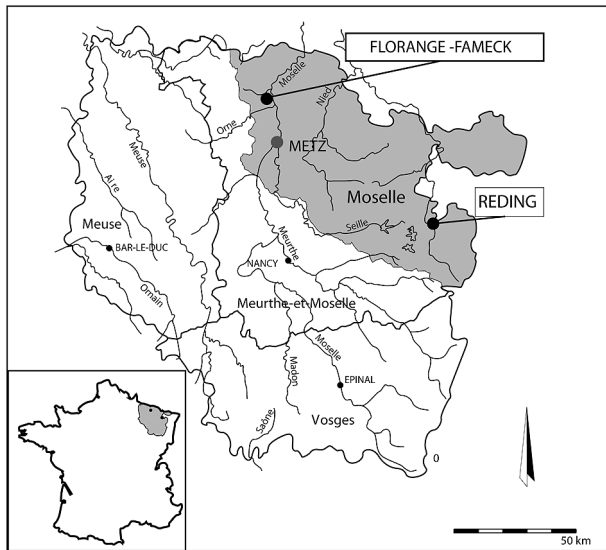 FLORANGE -FAMECK
Moselle
Nied
Orne
Meuse
METZ
Aire
Moselle
REDING
Seille
Meuse
Meurthe
BAR-LE-DUC
NANCY
Ornain
Meurthe-et-Moselle
Moselle
Madon
EPINAL
Saône
Vosges
0
50 km